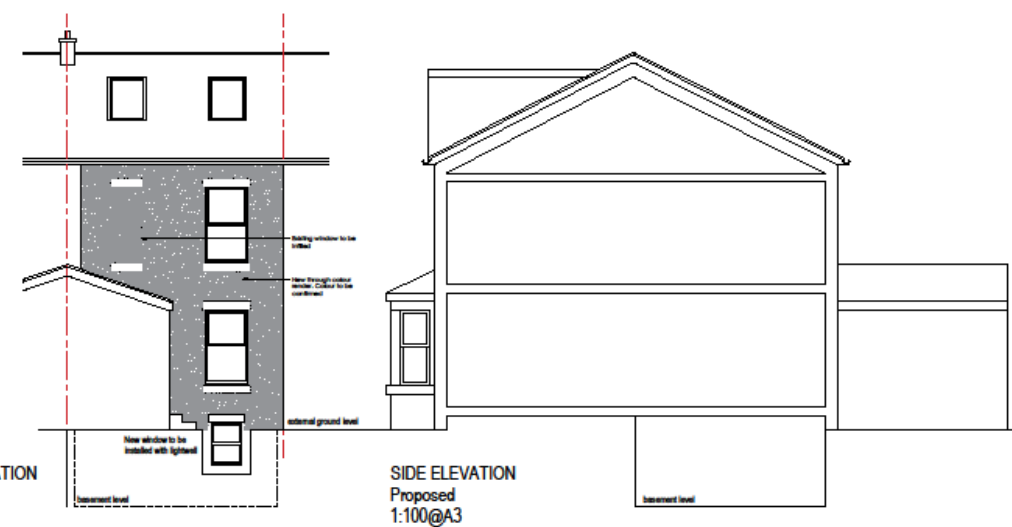 Existing window to be
infilled
New through colour
render. Colour to be
confirmed
external ground level
New window to be
installed with lightwell
basement level
ATION
SIDE ELEVATION
Proposed
1:100@A3
basement level